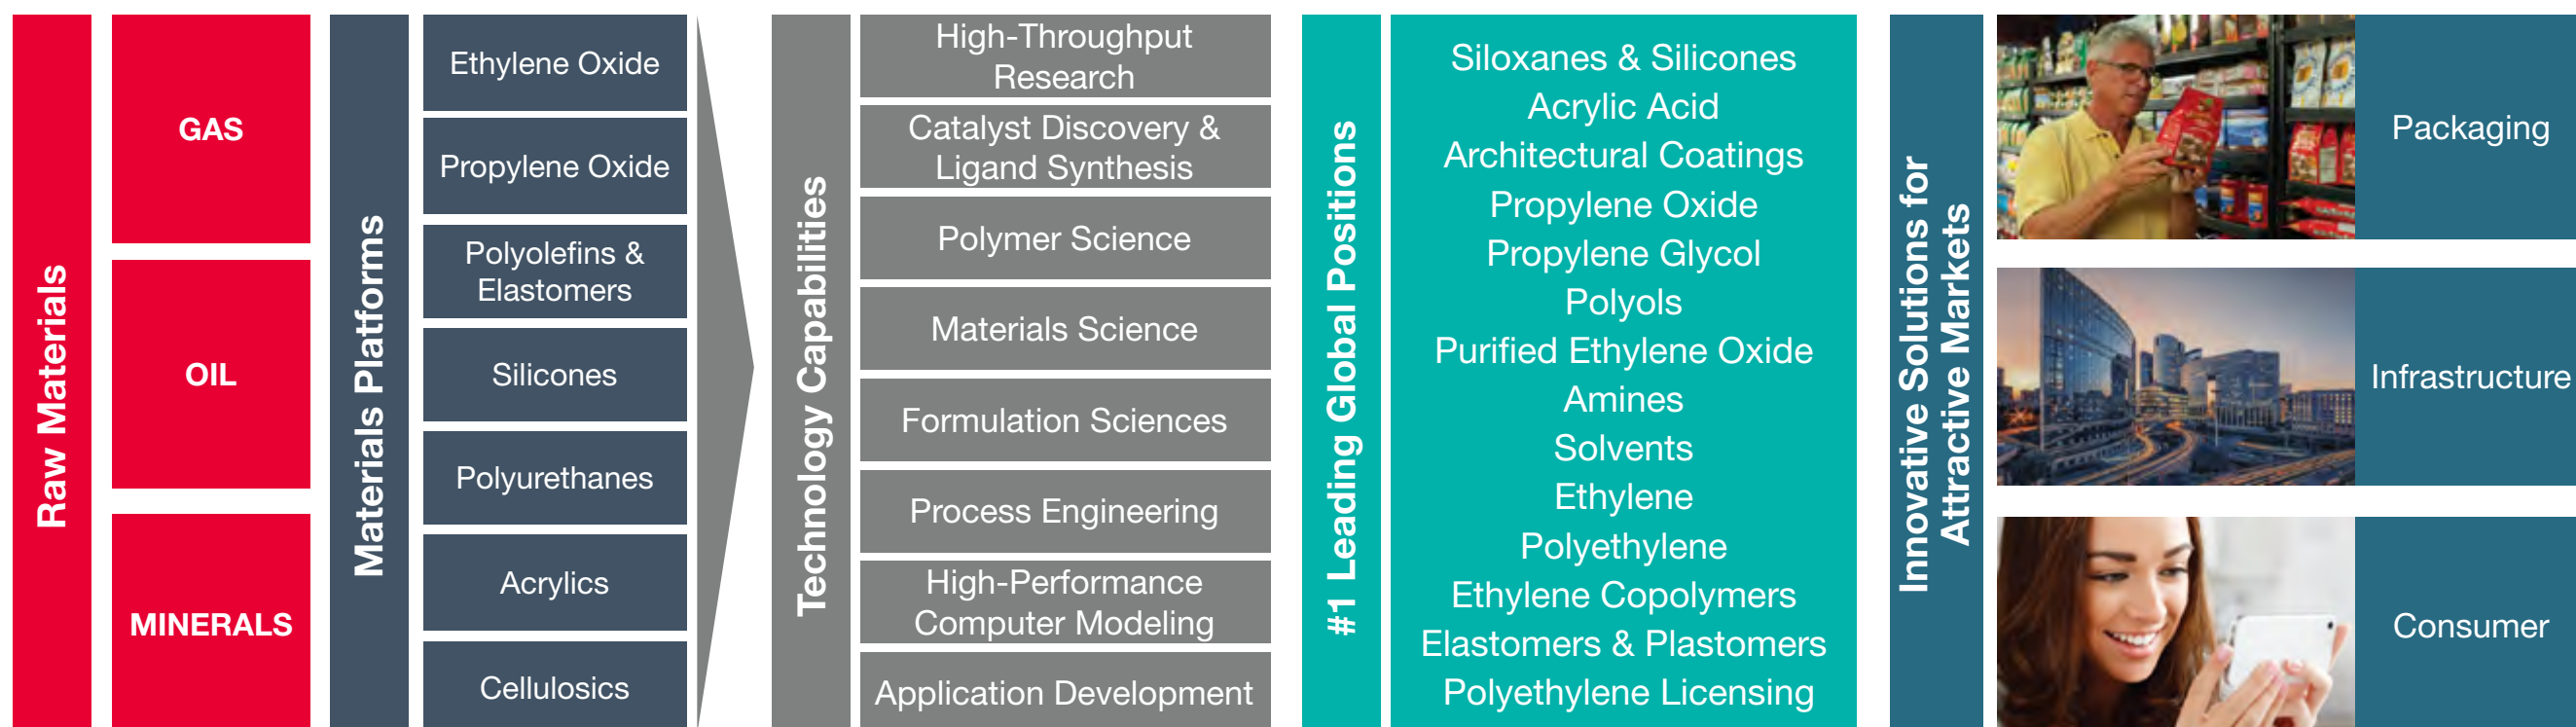 Raw Materials
GAS
OIL
MINERALS
Materials Platforms
Ethylene Oxide
Propylene Oxide
Polyolefins &
Elastomers
Silicones
Polyurethanes
Acrylics
Cellulosics
Technology Capabilities
High-Throughput
Research
Catalyst Discovery &
Ligand Synthesis
Polymer Science
Materials Science
Formulation Sciences
Process Engineering
High-Performance
Computer Modeling
Application Development
#1 Leading Global Positions
Siloxanes & Silicones
Acrylic Acid
Architectural Coatings
Propylene Oxide
Propylene Glycol
Polyols
Purified Ethylene Oxide
Amines
Solvents
Ethylene
Polyethylene
Ethylene Copolymers
Elastomers & Plastomers
Polyethylene Licensing
Innovative Solutions for
Attractive Markets
Packaging
Infrastructure
Consumer